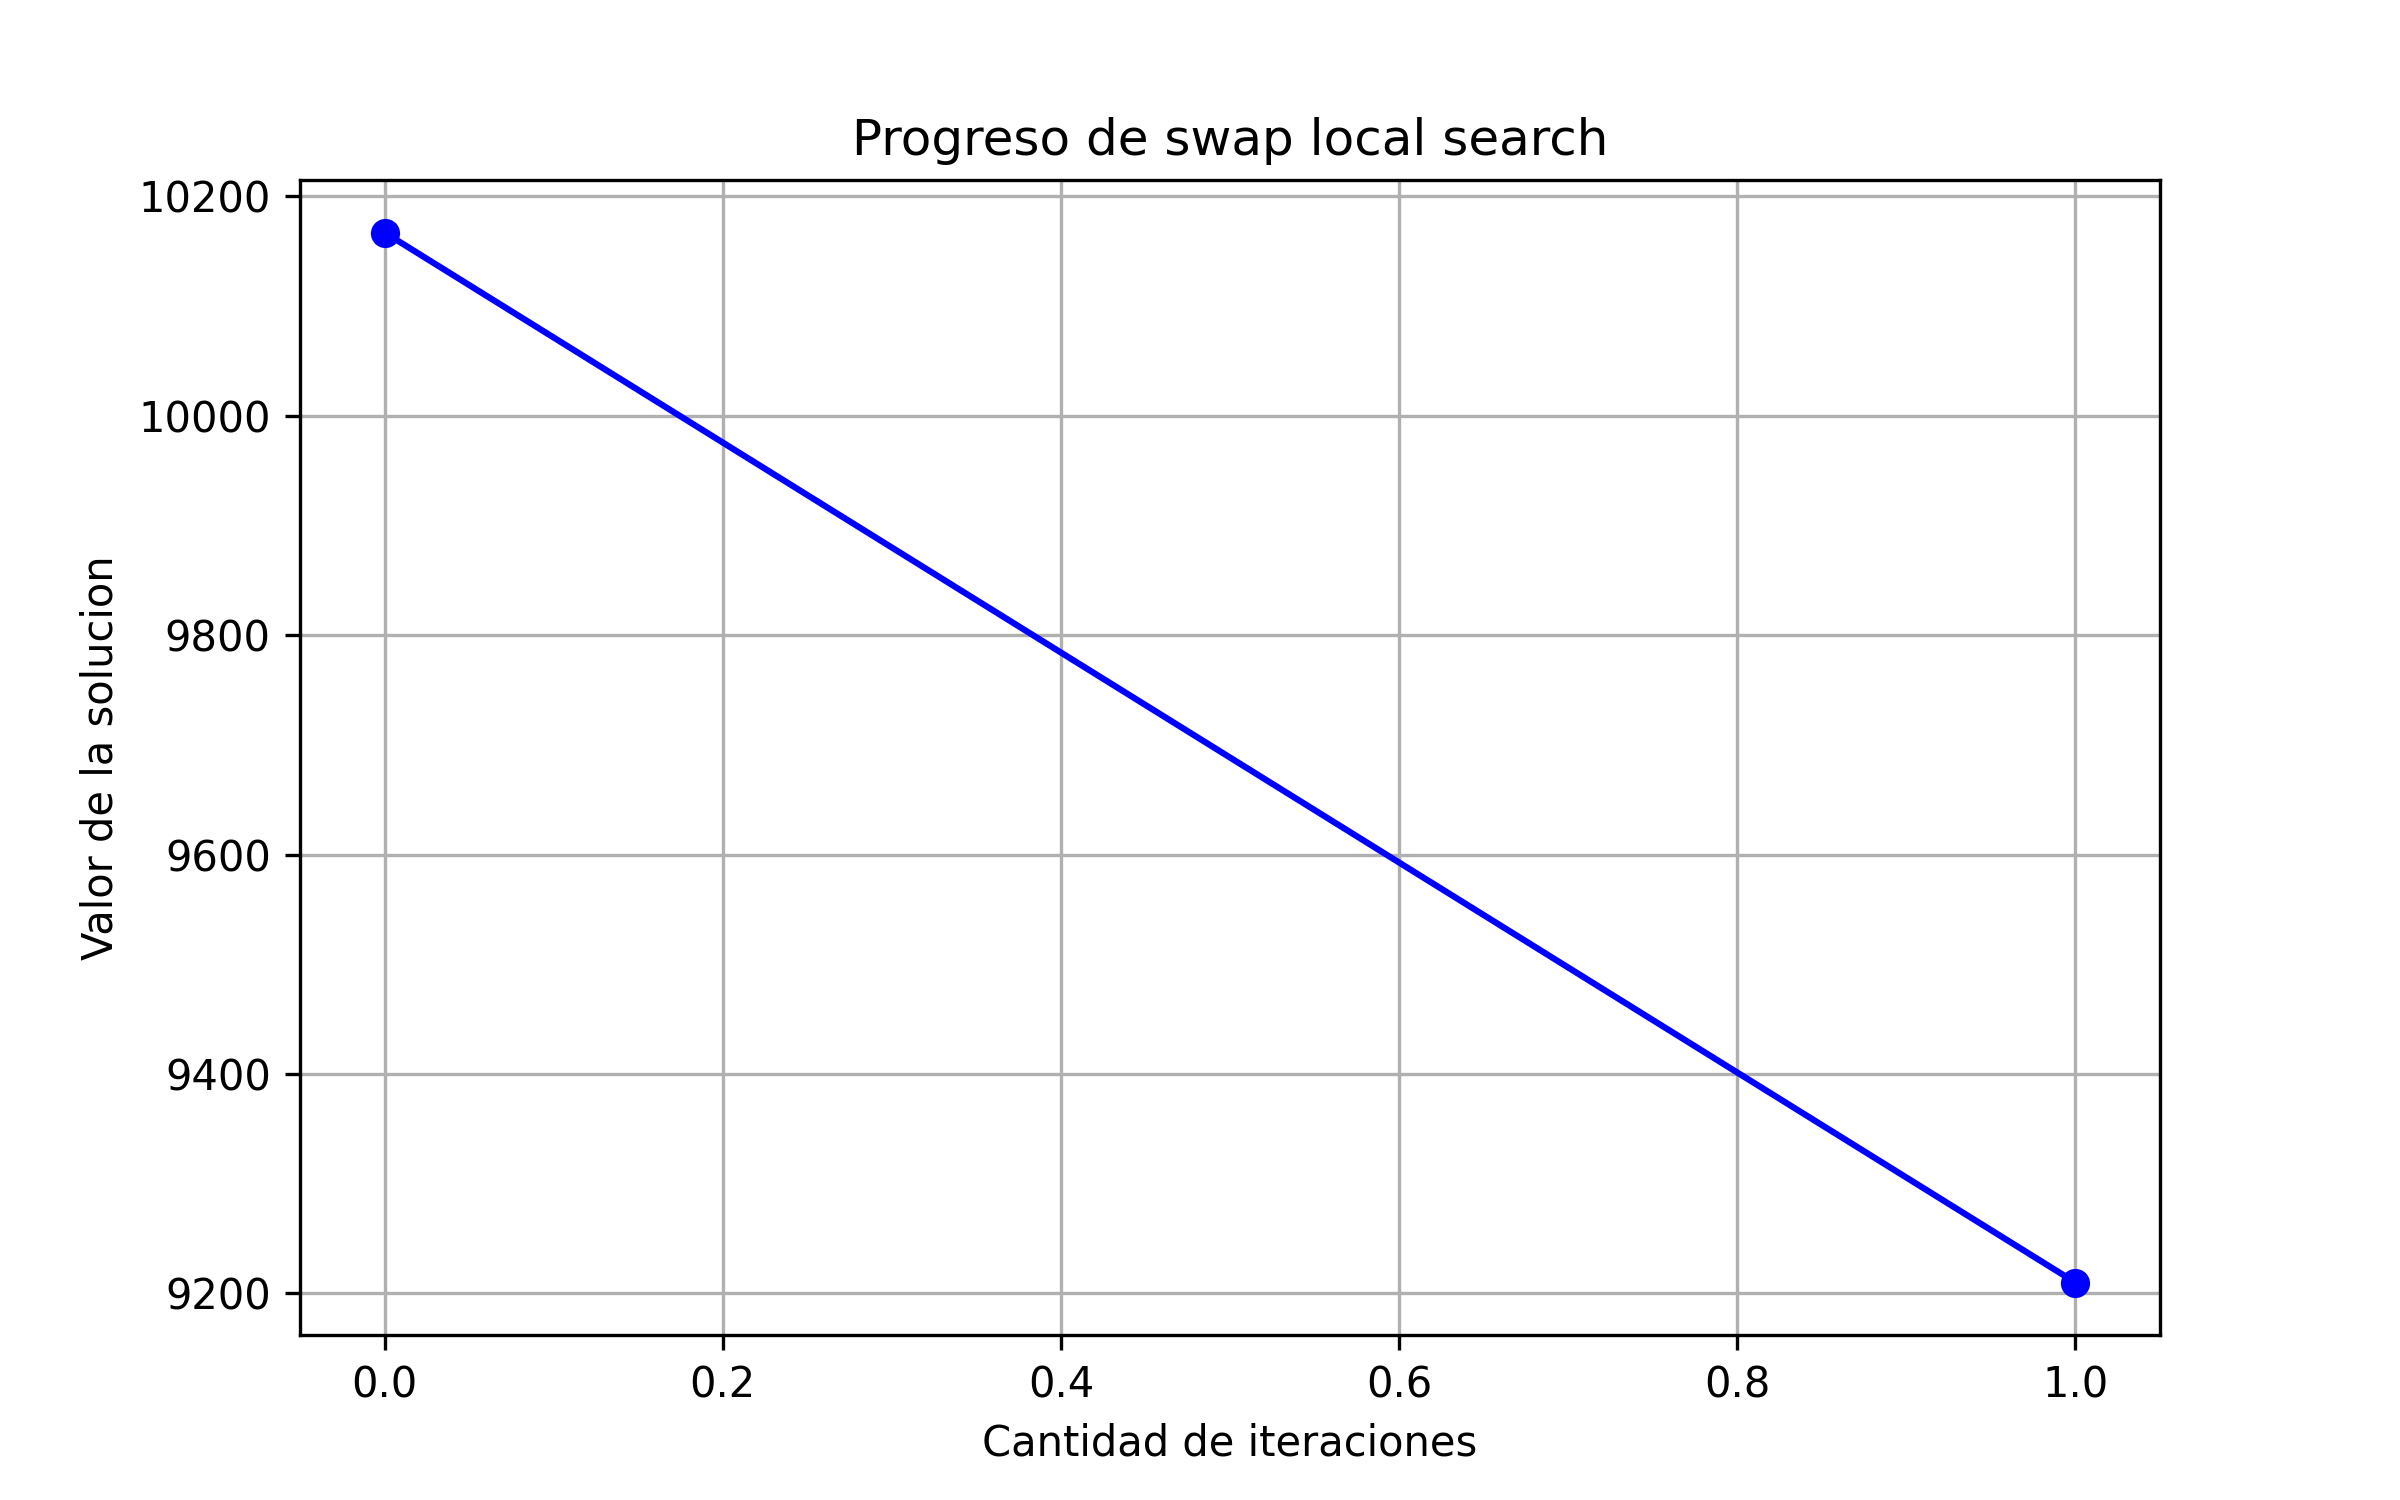 Progreso de swap local search
10200
10000
9800
9600
9400
9200
Valor de la solucion
0.0 0.2 0.4 0.6 0.8 1.0
Cantidad de iteraciones